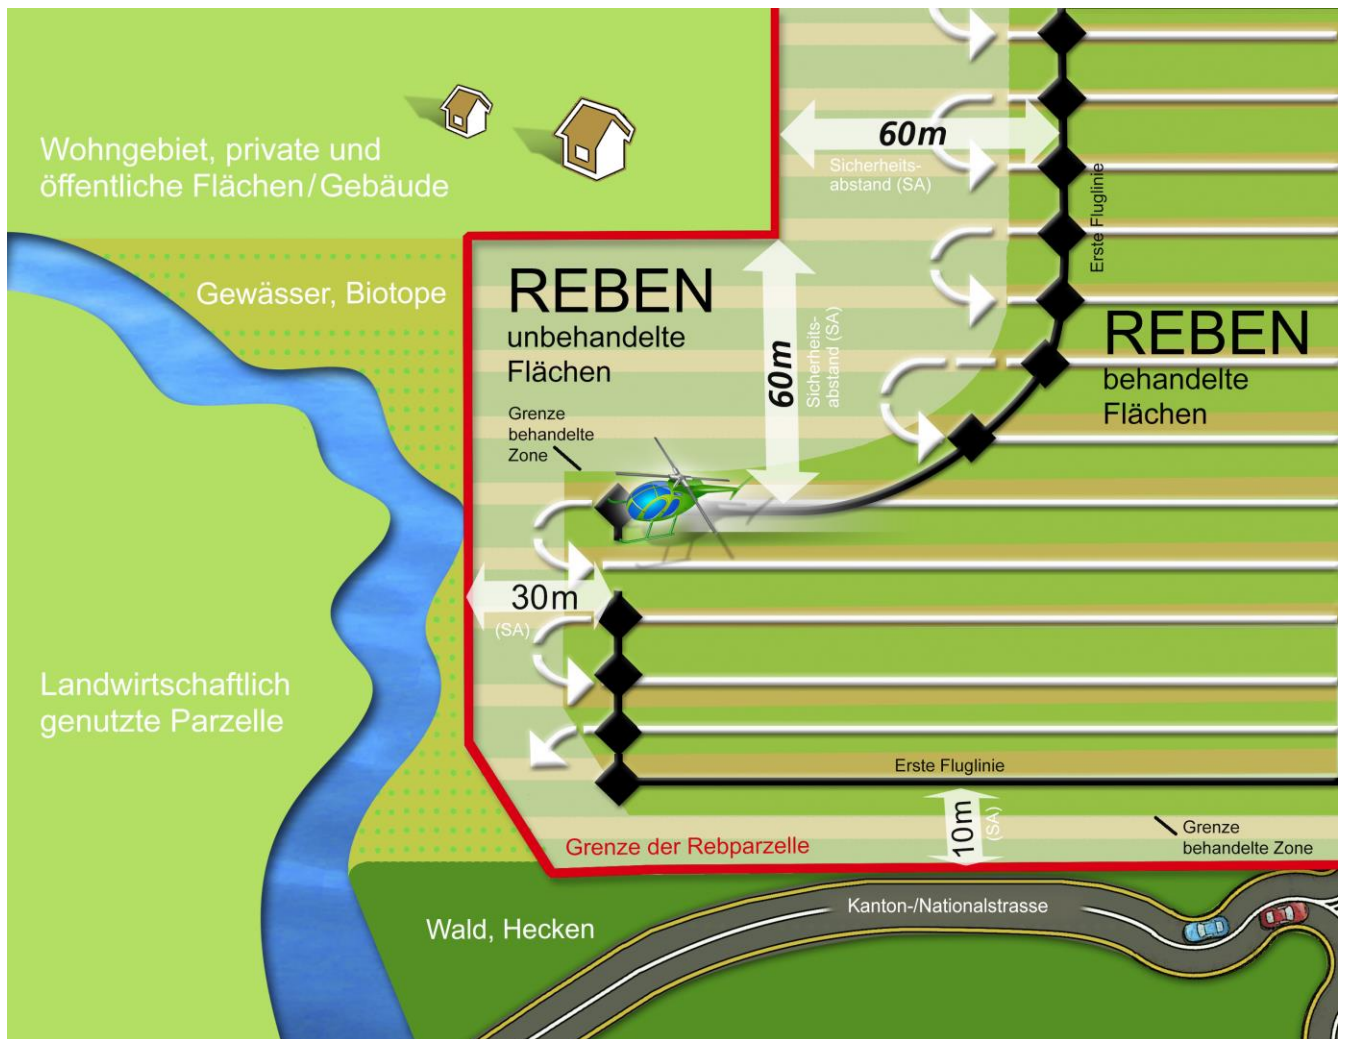 60m
Sicherheits-
abstand (SA)
Erste Fluglinie
Wohngebiet, private und
öffentliche Flächen/Gebäude
Gewässer, Biotope
REBEN
unbehandelte
Flächen
60m
Sicherheits-
abstand (SA)
REBEN
behandelte
Flächen
Grenze
behandelte
Zone
30m
(SA)
Landwirtschaftlich
genutzte Parzelle
Erste Fluglinie
10m
(SA)
Grenze
behandelte Zone
Grenze der Rebparzelle
Kanton-/Nationalstrasse
Wald, Hecken